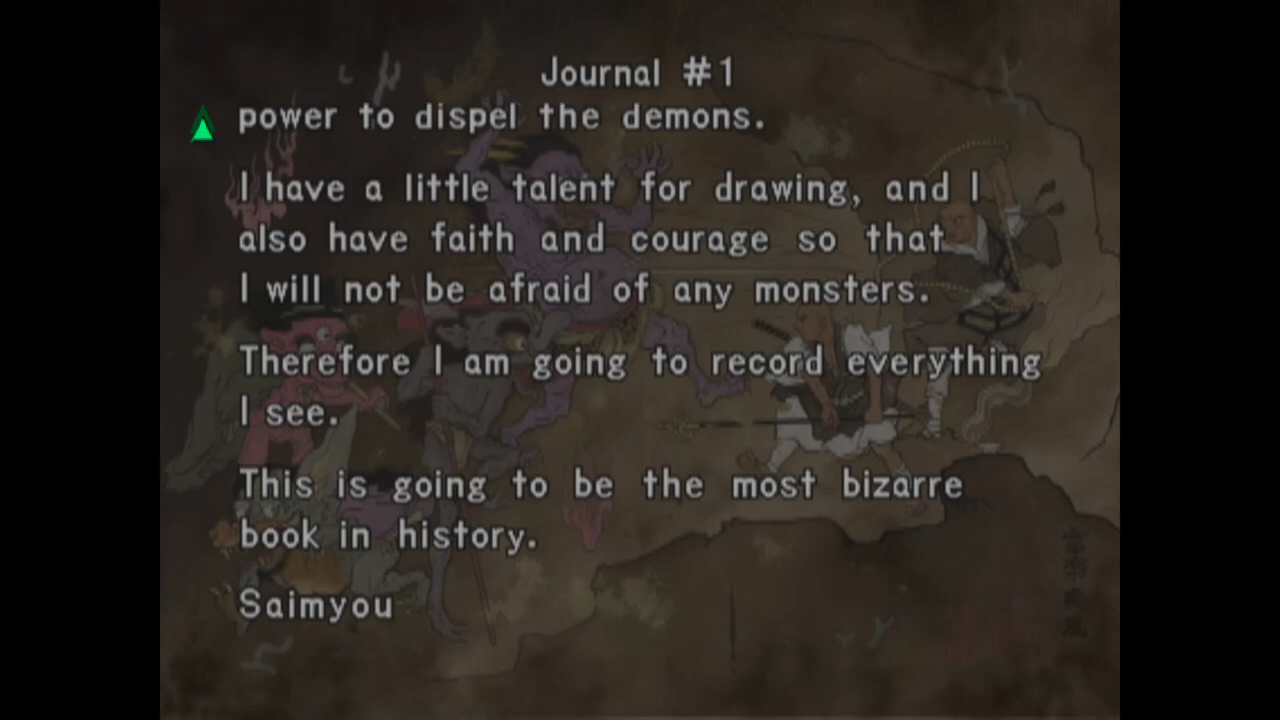 Journal #1
power to dispel the demons.
I have a little talent for drawing, and I
also have faith and courage so that
I will not be afraid of any monsters.
Therefore I am going to record everything
I see.
This is going to be the most bizarre
book in history.
Saimyou